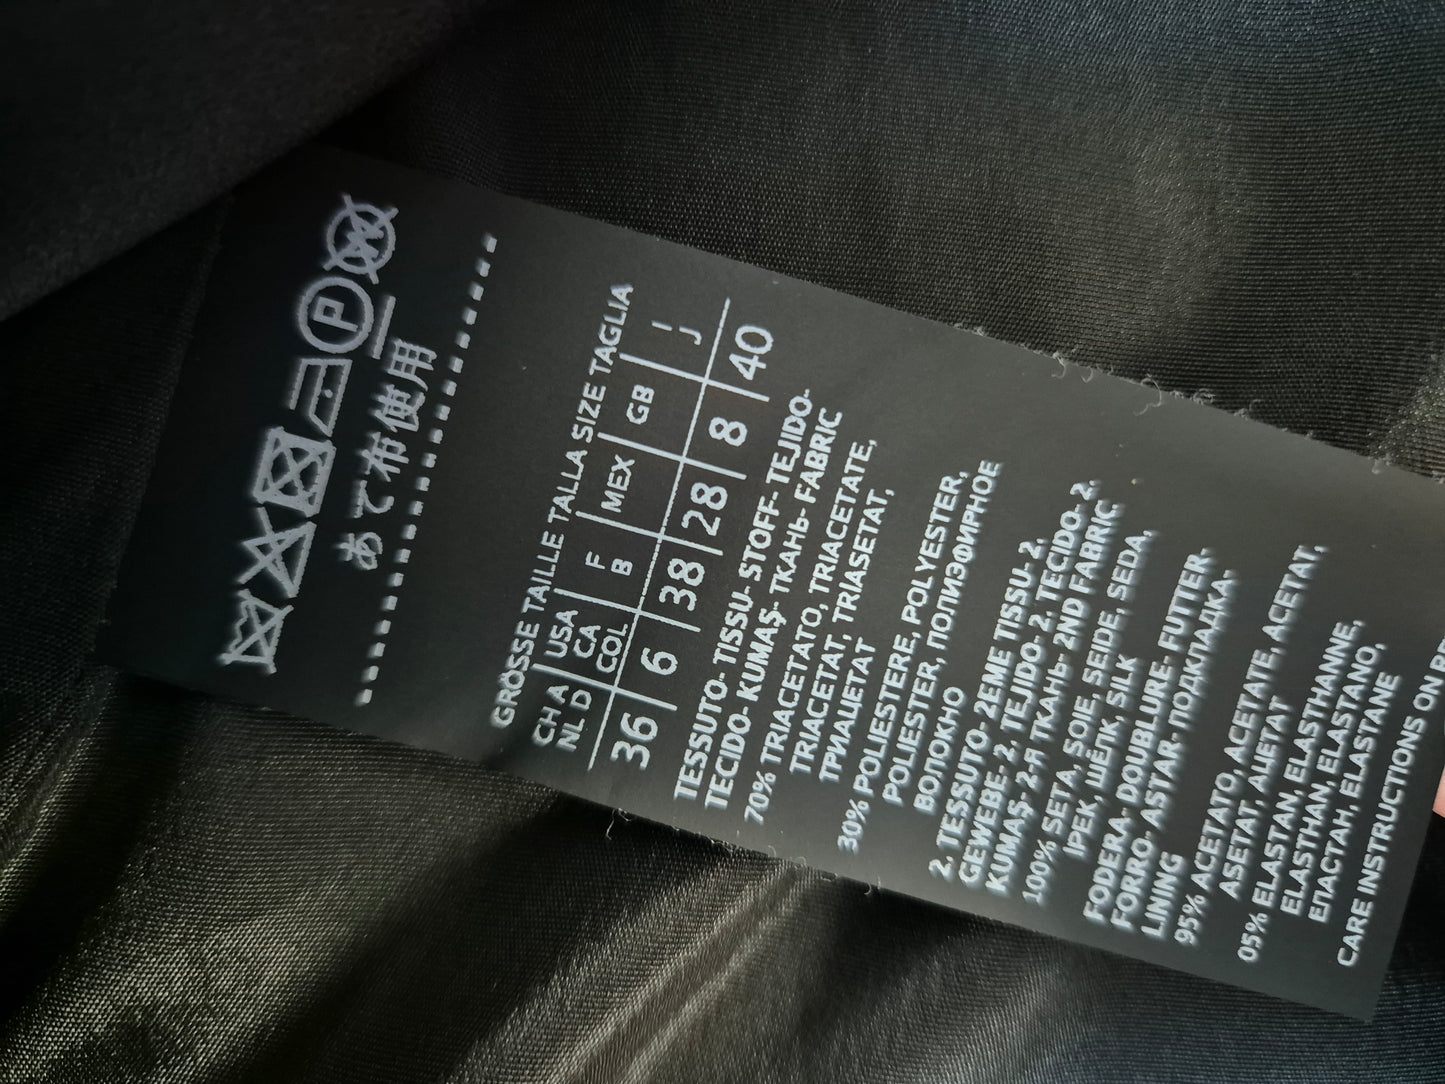 P
W
あて布使用
GRÖSSE TAILLE TALLA SIZE TAGLIA
CH A USA F MEX GB I
NL D CA B J
COL
36 6 38 28 8 40
TESSUTO- TISSU- STOFF- TEJIDO-
TECIDO- KUMAŞ- ТКАНЬ- FABRIC
70% TRIACETATO, TRIACETATE,
TRIACETAT, TRIASETAT,
ТРИАЦЕТАТ
30% POLIESTERE, POLYESTER,
POLIESTER, ПОЛИЭФИРНОЕ
ВОЛОКНО
2. TESSUTO- 2EME TISSU- 2.
GEWEBE- 2. TEJIDO- 2. TECIDO- 2.
KUMAŞ- 2-Я ТКАНЬ- 2ND FABRIC
100% SETA, SOIE, SEIDE, SEDA,
IPEK, ШЕЛК, SILK
FODERA- DOUBLURE- FUTTER-
FORRO- ASTAR- ПОДКЛАДКА-
LINING
95% ACETATO, ACETATE, ACETAT,
ASETAT, АЦЕТАТ
05% ELASTAN, ELASTHANNE,
ELASTHAN, ELASTANO,
ЕПАСТАН, ELASTANE
CARE INSTRUCTIONS ON